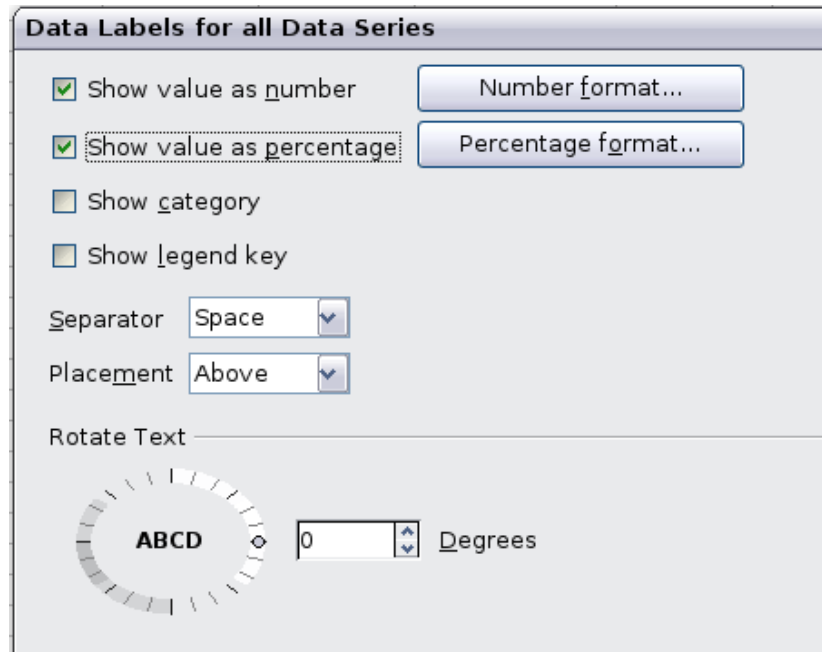 Data Labels for all Data Series
Show value as number Number format...
Show value as percentage Percentage format...
Show category
Show legend key
Separator Space
Placement Above
Rotate Text
ABCD 0 Degrees